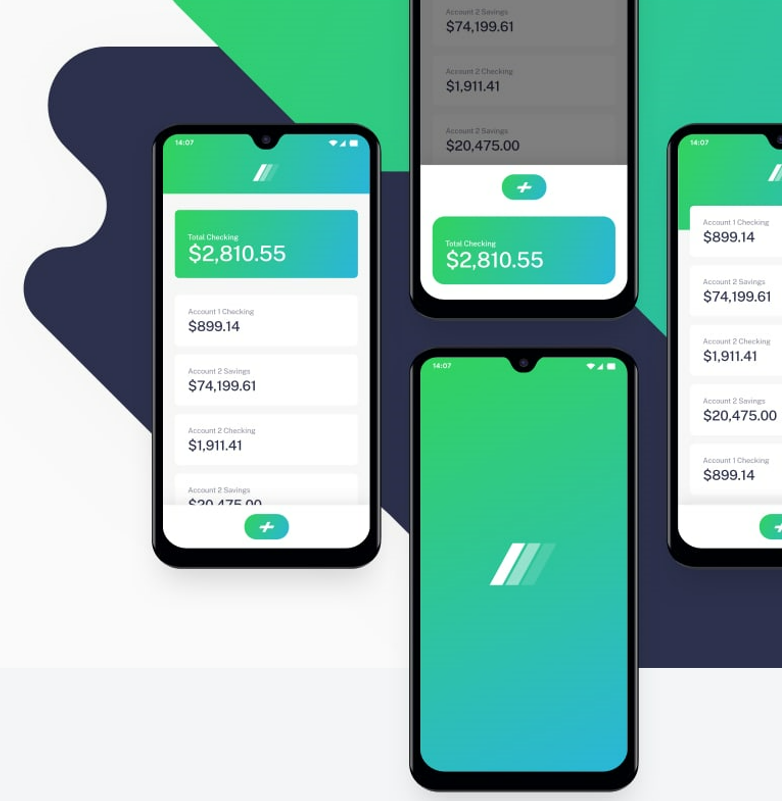 14:07
Total Checking
$2,810.55
Account 1 Checking
$899.14
Account 2 Savings
$74,199.61
Account 2 Checking
$1,911.41
Account 2 Savings
$20,475.00
Account 2 Savings
$74,199.61
Account 2 Checking
$1,911.41
Account 2 Savings
$20,475.00
Total Checking
$2,810.55
14:07
14:07
Account 1 Checking
$899.14
Account 2 Savings
$74,199.61
Account 2 Checking
$1,911.41
Account 2 Savings
$20,475.00
Account 1 Checking
$899.14